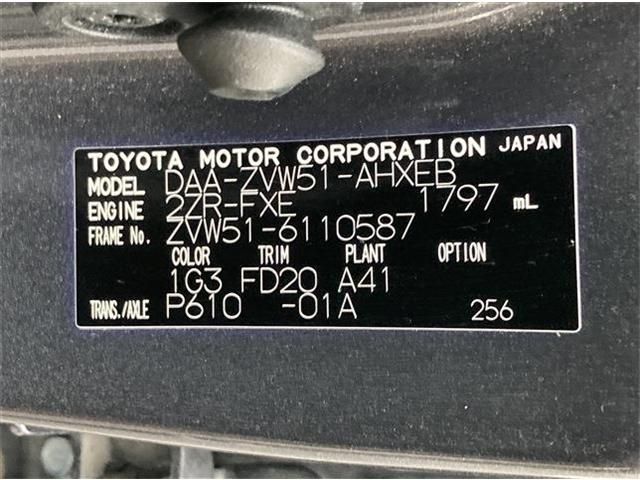 TOYOTA MOTOR CORPORATION JAPAN
MODEL DAA-ZVW51-AHXEB
ENGINE 2ZR-FXE 1797 mL
FRAME No. ZVW51-6110587
COLOR TRIM PLANT OPTION
1G3 FD20 A41
TRANS./AXLE P610 -01A 256